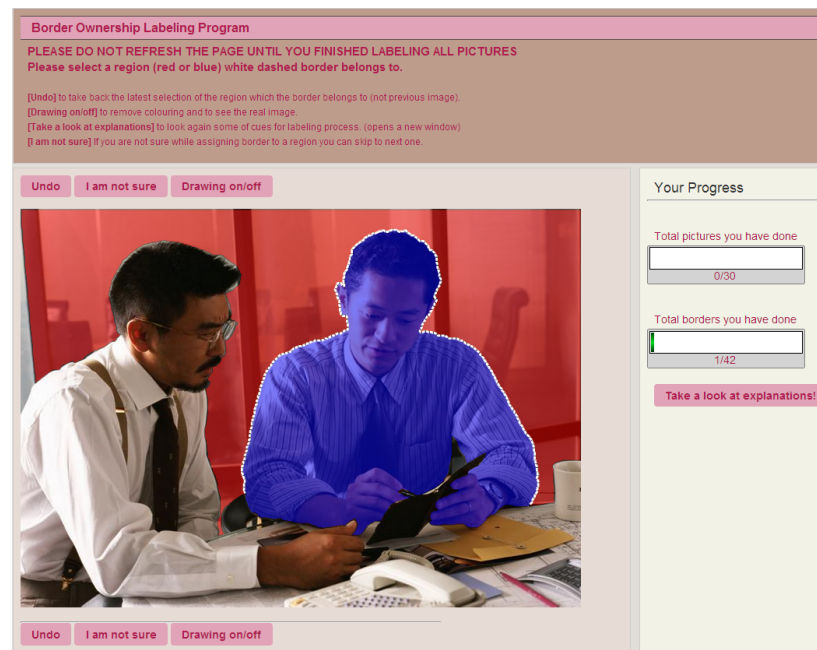 Border Ownership Labeling Program
PLEASE DO NOT REFRESH THE PAGE UNTIL YOU FINISHED LABELING ALL PICTURES
Please select a region (red or blue) white dashed border belongs to.
[Undo] to take back the latest selection of the region which the border belongs to (not previous image).
[Drawing on/off] to remove colouring and to see the real image.
[Take a look at explanations] to look again some of cues for labeling process. (opens a new window)
[I am not sure] If you are not sure while assigning border to a region you can skip to next one.
Undo I am not sure Drawing on/off
Your Progress
Total pictures you have done
0/30
Total borders you have done
1/42
Take a look at explanations!
Undo I am not sure Drawing on/off